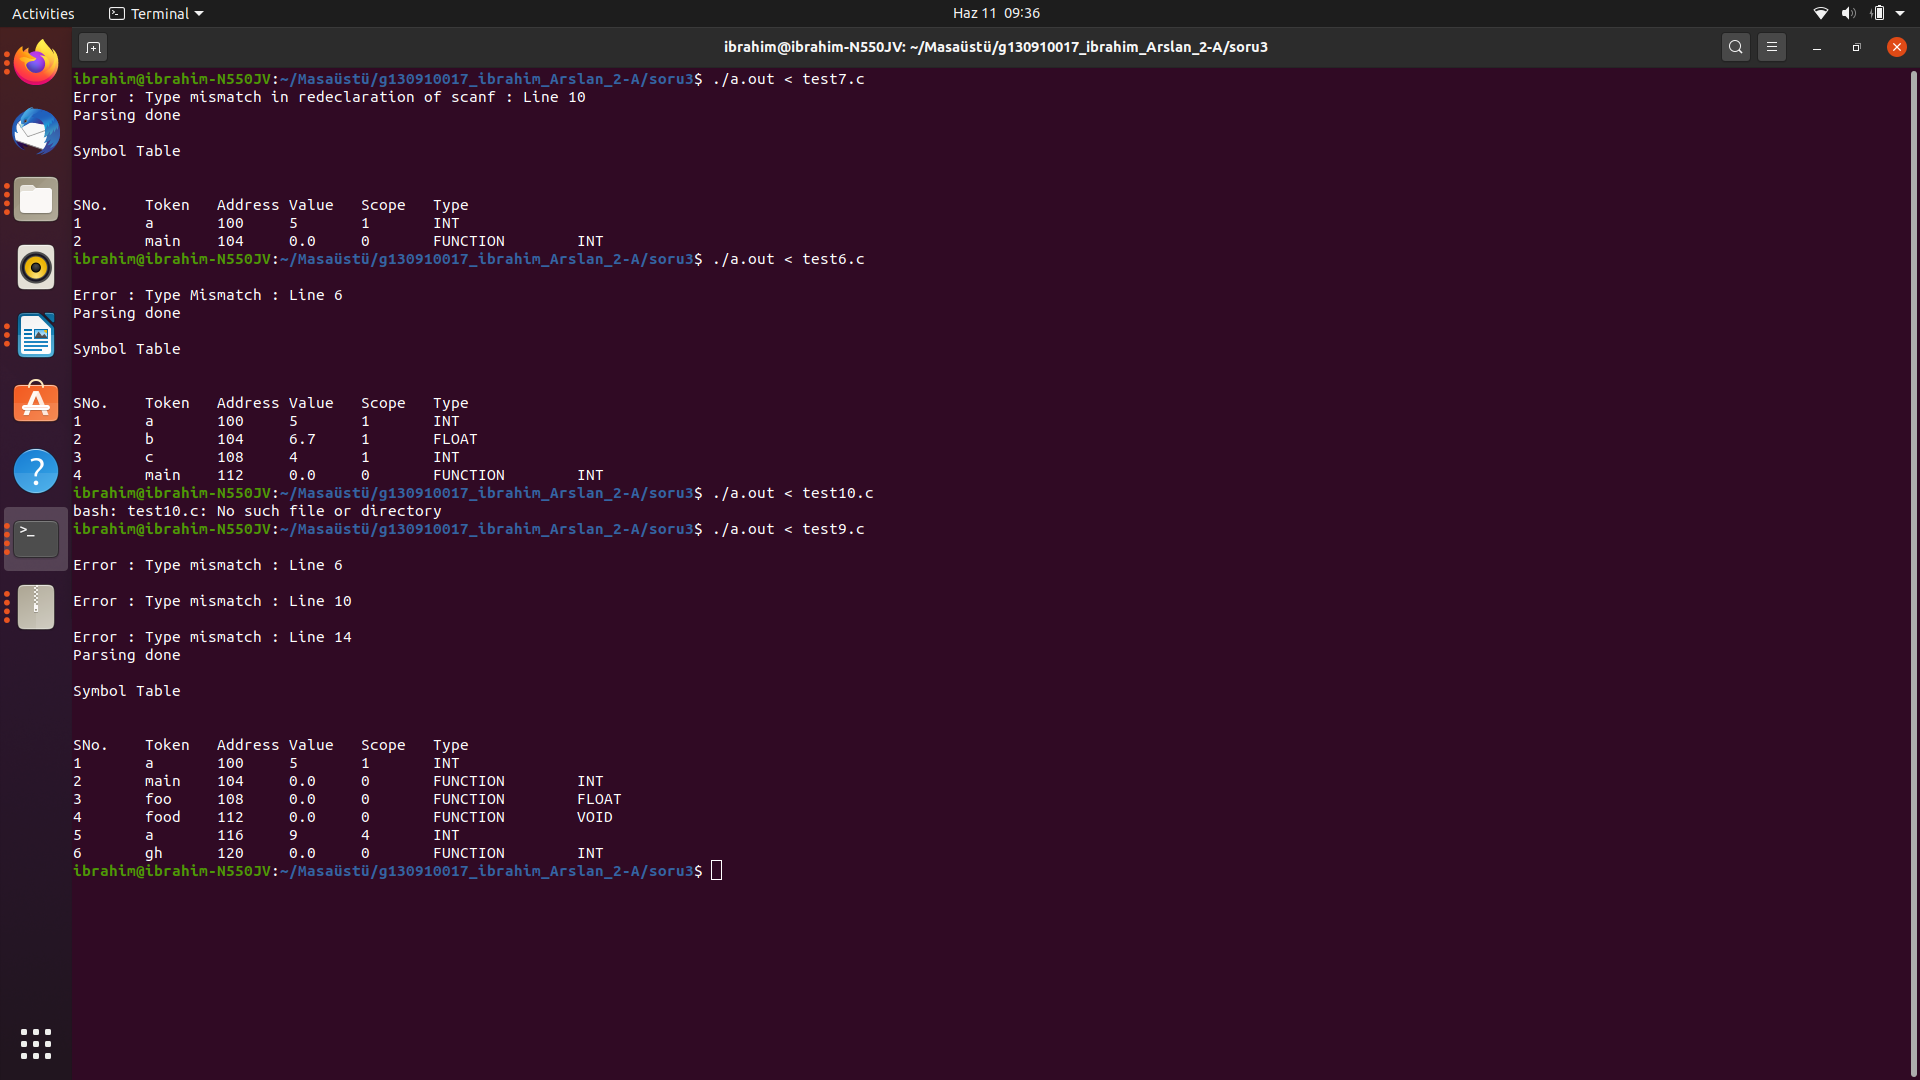 Activities
Terminal
Haz 11 09:36
ibrahim@ibrahim-N550JV: ~/Masaüstü/g130910017_ibrahim_Arslan_2-A/soru3
ibrahim@ibrahim-N550JV:~/Masaüstü/g130910017_ibrahim_Arslan_2-A/soru3$ ./a.out < test7.c
Error : Type mismatch in redeclaration of scanf : Line 10
Parsing done
Symbol Table
SNo. Token Address Value Scope Type
1 a 100 5 1 INT
2 main 104 0.0 0 FUNCTION INT
ibrahim@ibrahim-N550JV:~/Masaüstü/g130910017_ibrahim_Arslan_2-A/soru3$ ./a.out < test6.c
Error : Type Mismatch : Line 6
Parsing done
Symbol Table
SNo. Token Address Value Scope Type
1 a 100 5 1 INT
2 b 104 6.7 1 FLOAT
3 c 108 4 1 INT
4 main 112 0.0 0 FUNCTION INT
ibrahim@ibrahim-N550JV:~/Masaüstü/g130910017_ibrahim_Arslan_2-A/soru3$ ./a.out < test10.c
bash: test10.c: No such file or directory
ibrahim@ibrahim-N550JV:~/Masaüstü/g130910017_ibrahim_Arslan_2-A/soru3$ ./a.out < test9.c
Error : Type mismatch : Line 6
Error : Type mismatch : Line 10
Error : Type mismatch : Line 14
Parsing done
Symbol Table
SNo. Token Address Value Scope Type
1 a 100 5 1 INT
2 main 104 0.0 0 FUNCTION INT
3 foo 108 0.0 0 FUNCTION FLOAT
4 food 112 0.0 0 FUNCTION VOID
5 a 116 9 4 INT
6 gh 120 0.0 0 FUNCTION INT
ibrahim@ibrahim-N550JV:~/Masaüstü/g130910017_ibrahim_Arslan_2-A/soru3$